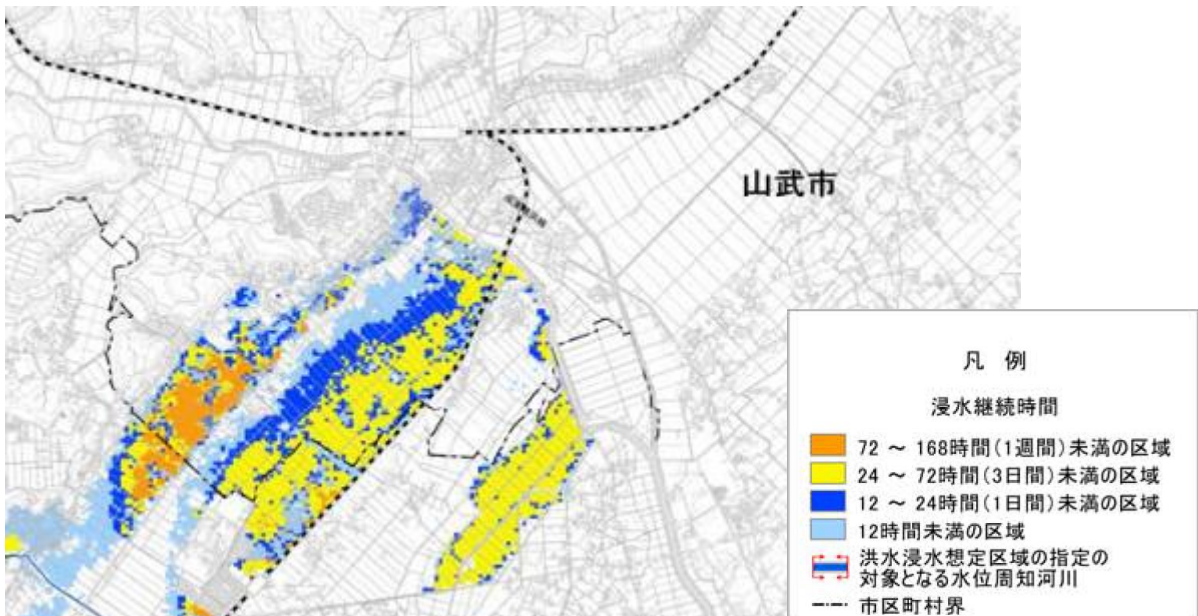 山武市
凡 例
浸水継続時間
72 ～ 168時間(1週間)未満の区域
24 ～ 72時間(3日間)未満の区域
12 ～ 24時間(1日間)未満の区域
12時間未満の区域
洪水浸水想定区域の指定の
対象となる水位周知河川
市区町村界